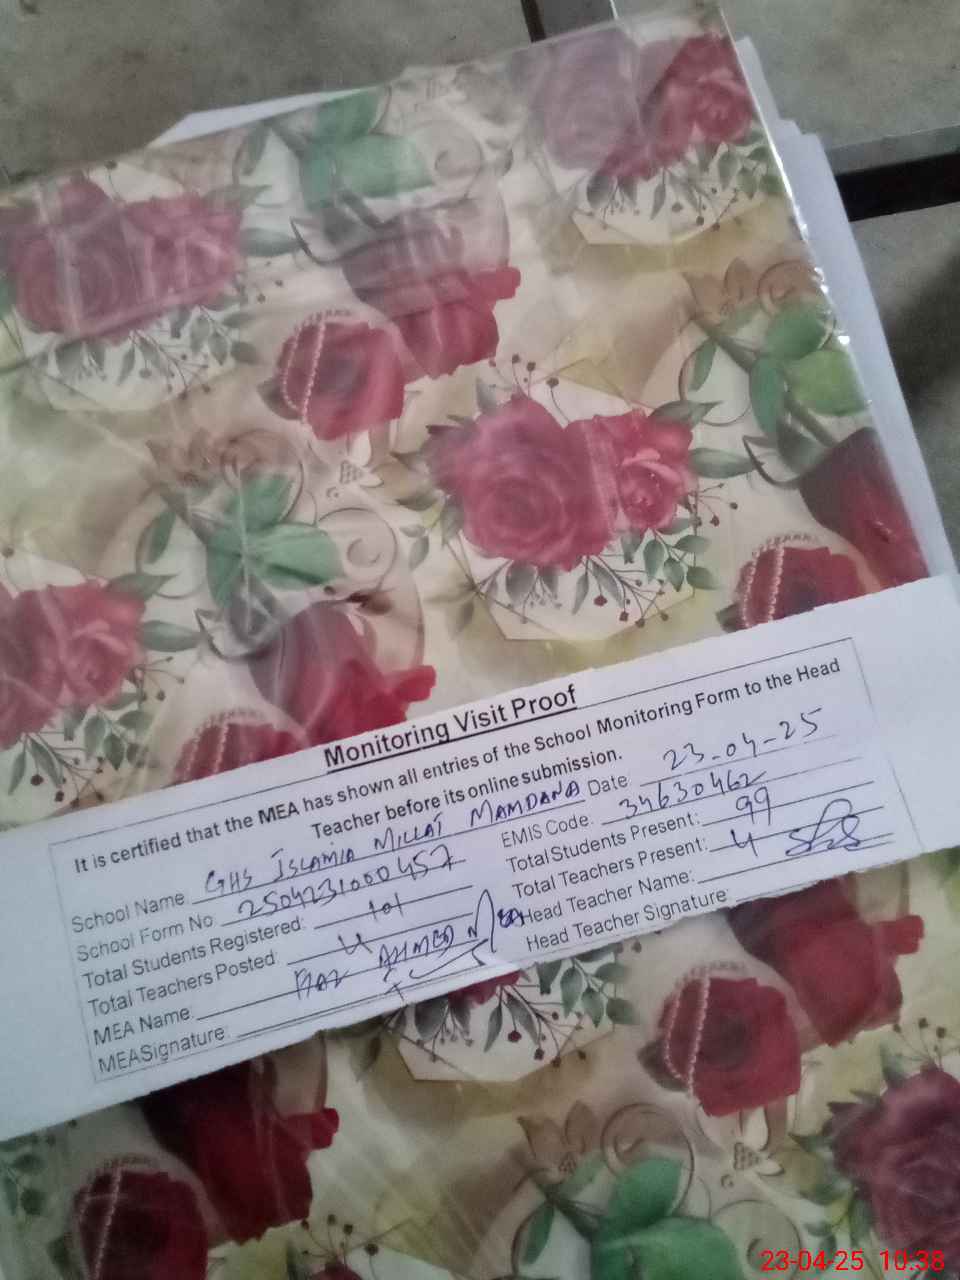 Monitoring Visit Proof
It is certified that the MEA has shown all entries of the School Monitoring Form to the Head
Teacher before its online submission.
School Name GHS ISLAMIA MILLAT MAMDANA Date 23-04-25
School Form No: 2504231000457 EMIS Code. 34630462
Total Students Registered: 101 Total Students Present: 99
Total Teachers Posted 4 Total Teachers Present: 4
MEA Name: AHMED Head Teacher Name:
MEASignature: Head Teacher Signature:
23-04-25 10:38